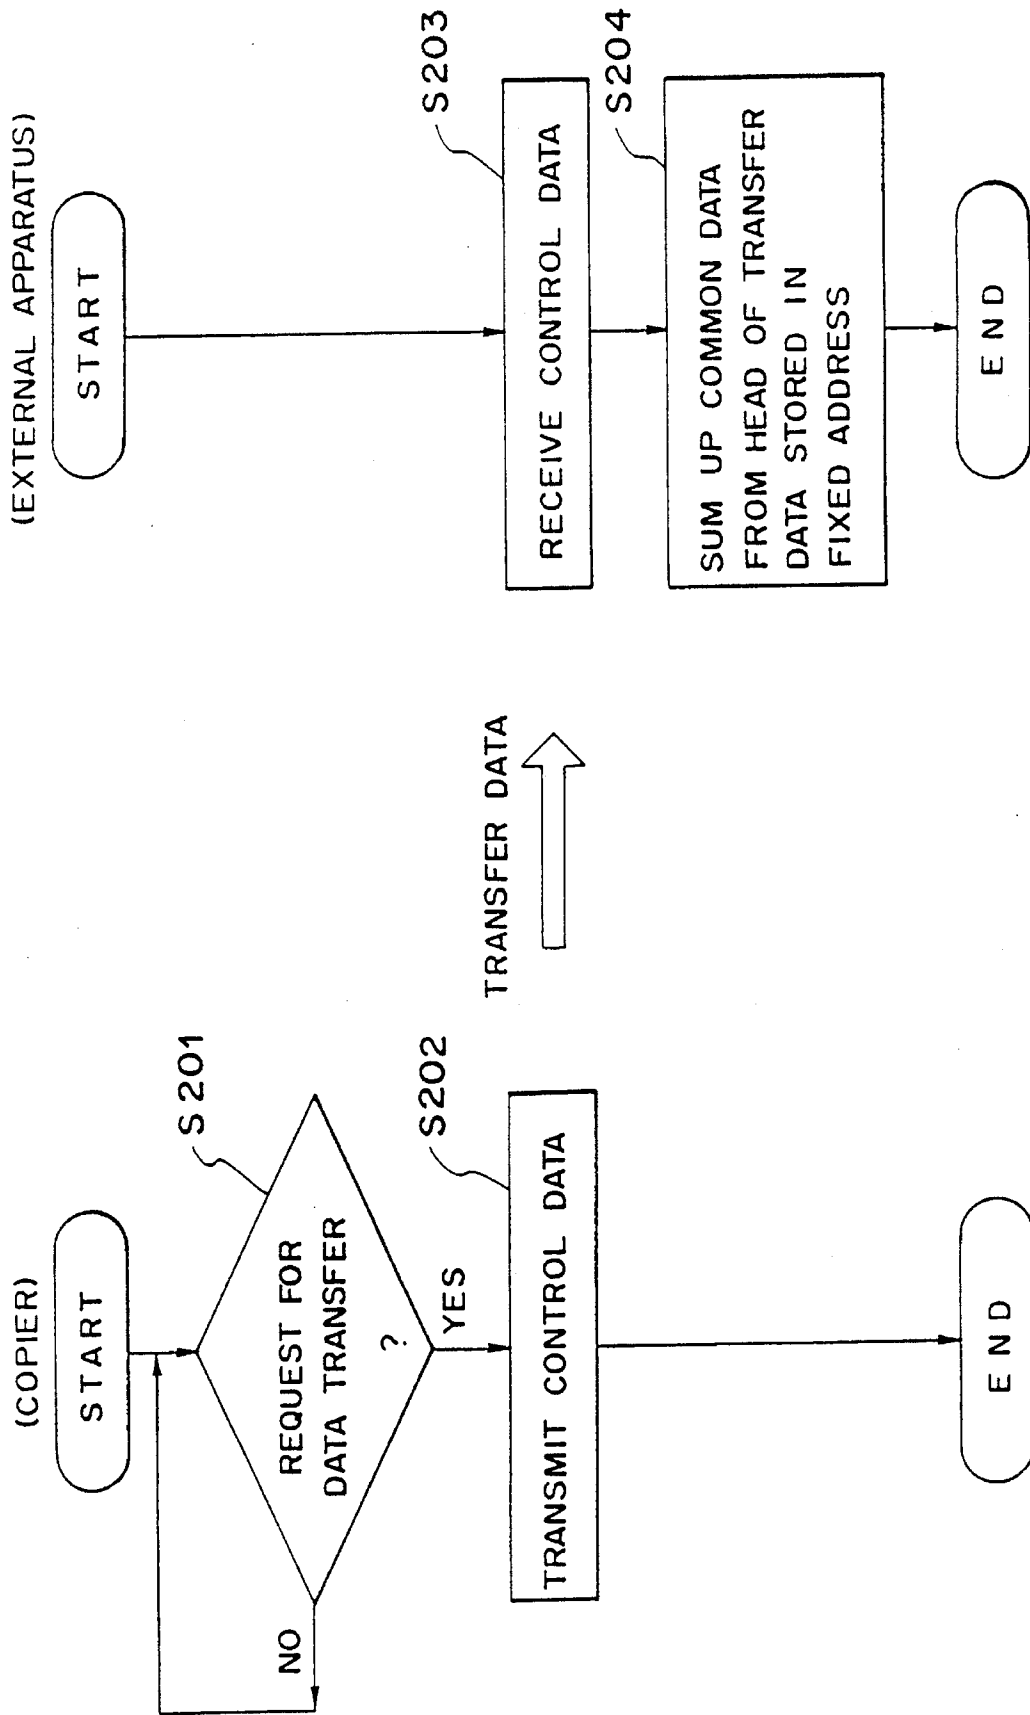 (COPIER)
START
S201
REQUEST FOR
DATA TRANSFER
?
NO
YES
S202
TRANSMIT CONTROL DATA
END
TRANSFER DATA
(EXTERNAL APPARATUS)
START
S203
RECEIVE CONTROL DATA
S204
SUM UP COMMON DATA
FROM HEAD OF TRANSFER
DATA STORED IN
FIXED ADDRESS
END